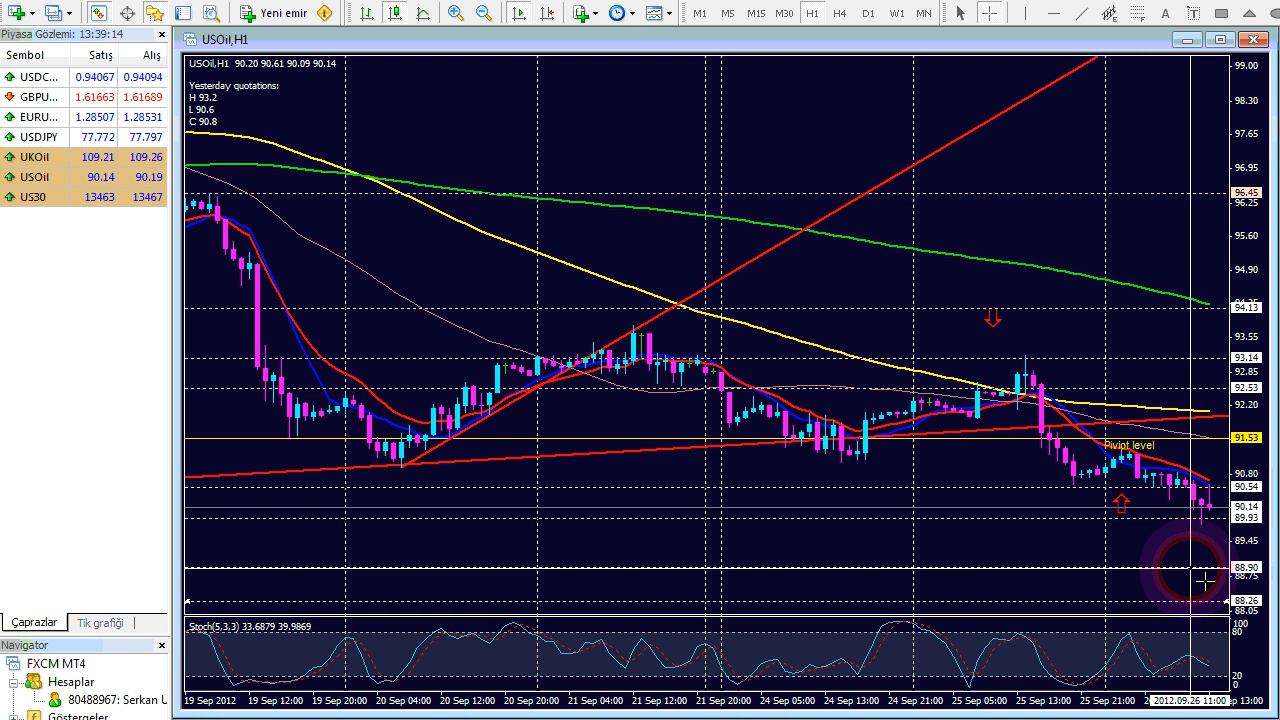 Yeni emir
M1 M5 M15 M30 H1 H4 D1 W1 MN
A T
Piyasa Gözlemi: 13:39:14
Sembol Satış Alış
USDC... 0.94067 0.94094
GBPU... 1.61663 1.61689
EURU... 1.28507 1.28531
USDJPY 77.772 77.797
UKOil 109.21 109.26
USOil 90.14 90.19
US30 13463 13467
Çaprazlar Tik grafiği
Navigator
FXCM MT4
Hesaplar
80488967: Serkan U
Göstergeler
USOil,H1
USOil,H1 90.20 90.61 90.09 90.14
Yesterday quotations:
H 93.2
L 90.6
C 90.8
Pivot level
99.00
98.30
97.65
96.95
96.45
96.25
95.60
94.90
94.13
93.55
93.14
92.85
92.53
92.20
91.53
90.80
90.54
90.14
89.93
89.45
88.90
88.75
88.26
88.05
Stoch(5,3,3) 33.6879 39.9869
100
80
20
0
19 Sep 2012 19 Sep 12:00 19 Sep 20:00 20 Sep 04:00 20 Sep 12:00 20 Sep 20:00 21 Sep 04:00 21 Sep 12:00 21 Sep 20:00 24 Sep 05:00 24 Sep 13:00 24 Sep 21:00 25 Sep 05:00 25 Sep 13:00 25 Sep 21:00 2012.09.26 11:00 13:00